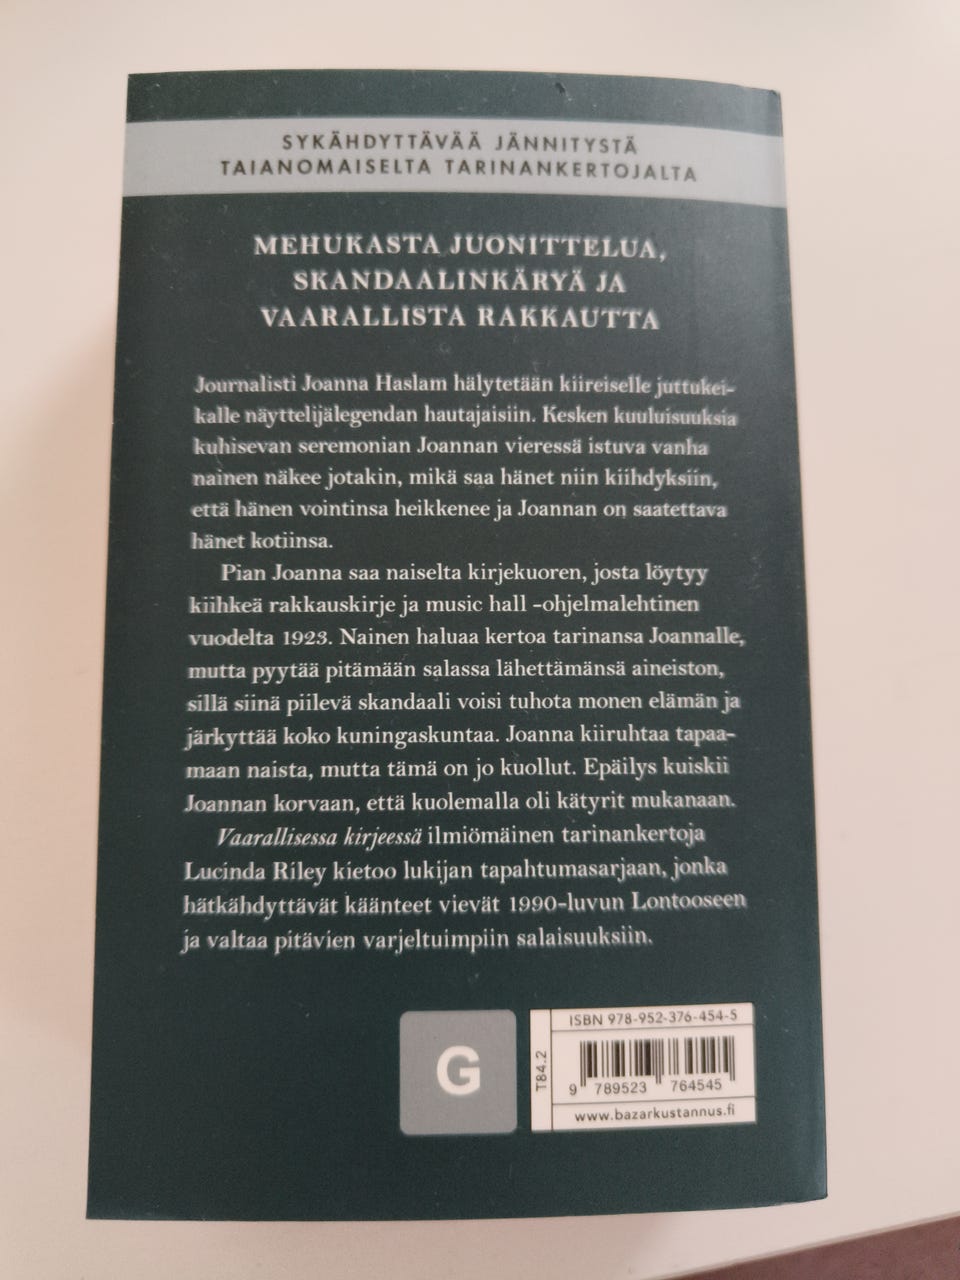 SYKÄHDYTTÄVÄÄ JÄNNITYSTÄ
TAIANOMAISELTA TARINANKERTOJALTA
MEHUKASTA JUONITTELUA,
SKANDAALINKÄRYÄ JA
VAARALLISTA RAKKAUTTA
Journalisti Joanna Haslam hälytetään kiireiselle juttukei-
kalle näyttelijälegendan hautajaisiin. Kesken kuuluisuuksia
kuhisevan seremonian Joannan vieressä istuva vanha
nainen näkee jotakin, mikä saa hänet niin kiihdyksiin,
että hänen vointinsa heikkenee ja Joannan on saatettava
hänet kotiinsa.
Pian Joanna saa naiselta kirjekuoren, josta löytyy
kiihkeä rakkauskirje ja music hall -ohjelmalehtinen
vuodelta 1923. Nainen haluaa kertoa tarinansa Joannalle,
mutta pyytää pitämään salassa lähettämänsä aineiston,
sillä siinä piilevä skandaali voisi tuhota monen elämän ja
järkyttää koko kuningaskuntaa. Joanna kiiruhtaa tapaa-
maan naista, mutta tämä on jo kuollut. Epäilys kuiskii
Joannan korvaan, että kuolemalla oli kätyrit mukanaan.
Vaarallisessa kirjeessä ilmiömäinen tarinankertoja
Lucinda Riley kietoo lukijan tapahtumasarjaan, jonka
hätkähdyttävät käänteet vievät 1990-luvun Lontooseen
ja valtaa pitävien varjeltuimpiin salaisuuksiin.
G
T84.2
ISBN 978-952-376-454-5
9 789523 764545
www.bazarkustannus.fi